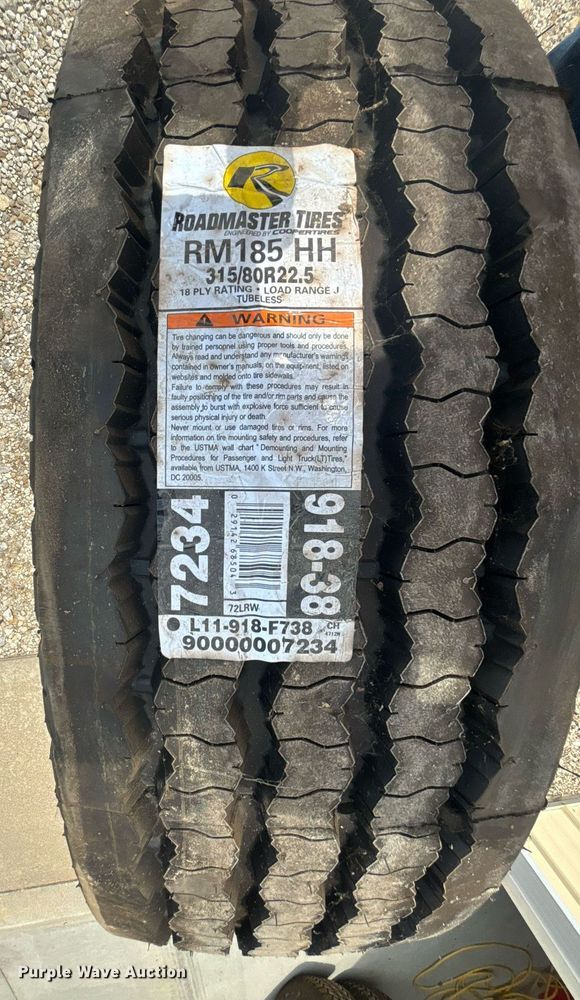 ROADMASTER TIRES
ENGINEERED BY COOPERTIRES
RM185 HH
315/80R22.5
18 PLY RATING • LOAD RANGE J
TUBELESS
WARNING
Tire changing can be dangerous and should only be done
by trained personnel using proper tools and procedures.
Always read and understand any manufacturer's warnings
contained in owner's manuals, on the equipment, listed on
websites and molded onto tire sidewalls.
Failure to comply with these procedures may result in
faulty positioning of the tire and/or rim parts and cause the
assembly to burst with explosive force sufficient to cause
serious physical injury or death.
Never mount or use damaged tires or rims. For more
information on tire mounting safety and procedures, refer
to the USTMA wall chart "Demounting and Mounting
Procedures for Passenger and Light Truck(LT)Tires,"
available from USTMA, 1400 K Street N.W., Washington,
DC 20005.
7234
0 29142 68504 3
72LRW
918-38
L11-918-F738
CH
4712R
90000007234
Purple Wave Auction